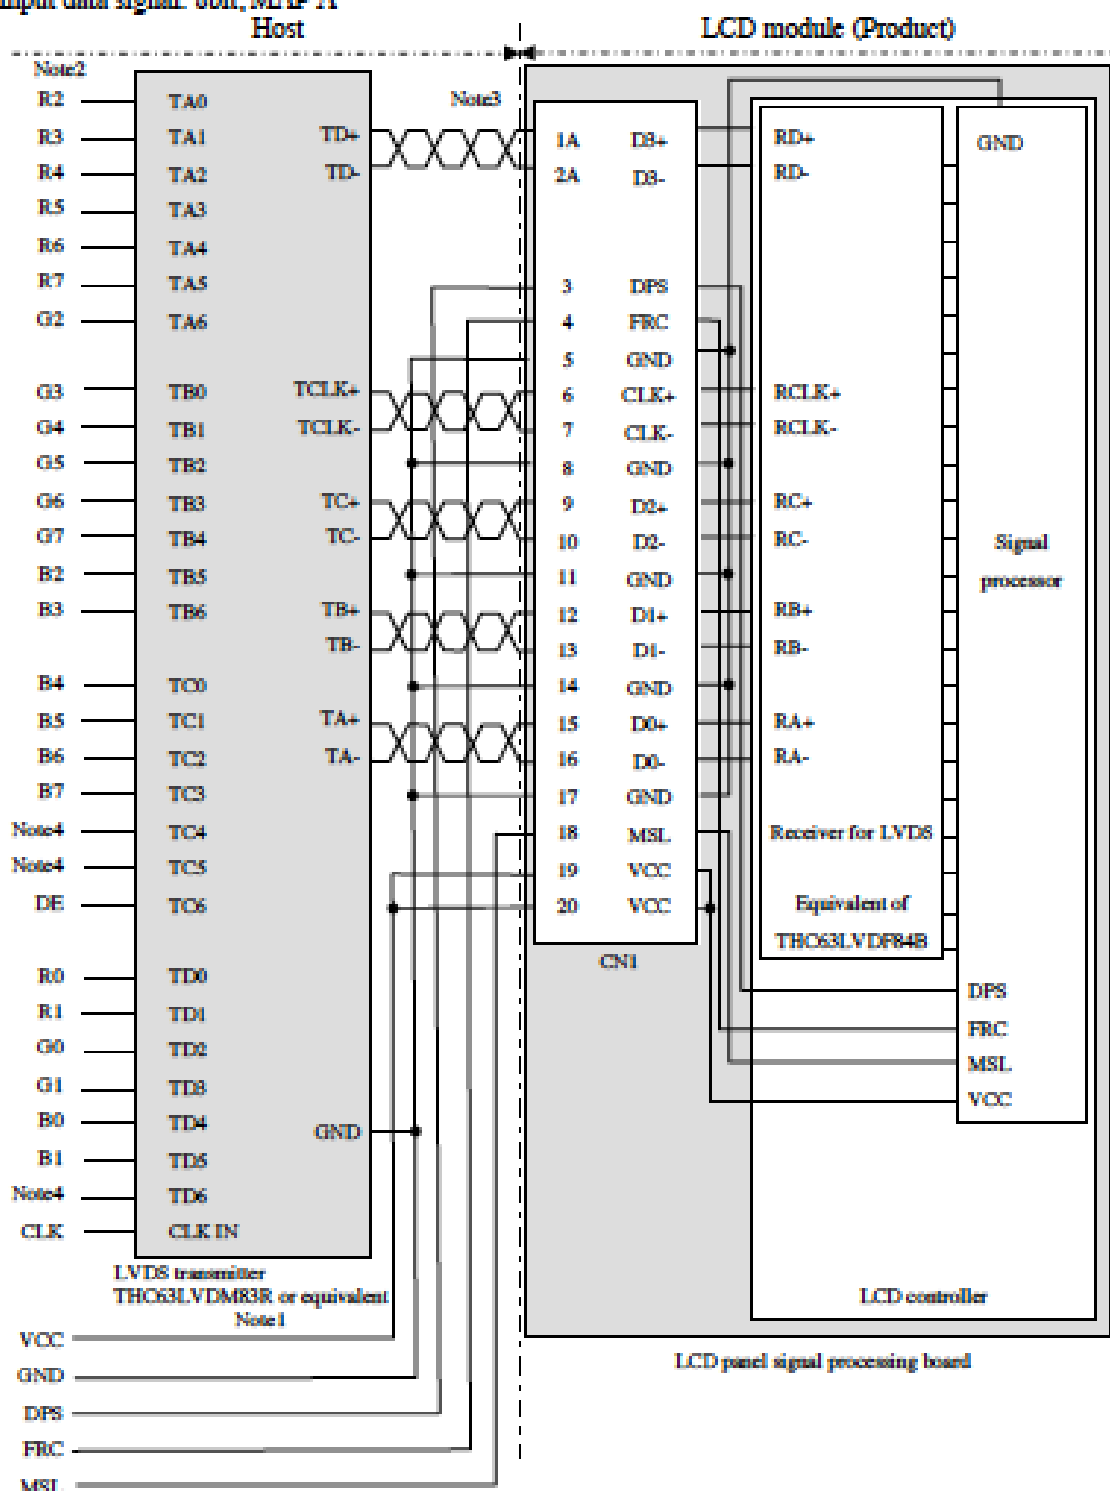 Input data signal: 8bit, MAP A
Host
LCD module (Product)
Note2
Note3
R2 TA0
R3 TA1 TD+ 1A D3+ RD+ GND
R4 TA2 TD- 2A D3- RD-
R5 TA3
R6 TA4
R7 TA5 3 DPS
G2 TA6 4 FRC
5 GND
G3 TB0 TCLK+ 6 CLK+ RCLK+
G4 TB1 TCLK- 7 CLK- RCLK-
G5 TB2 8 GND
G6 TB3 TC+ 9 D2+ RC+
G7 TB4 TC- 10 D2- RC- Signal
B2 TB5 11 GND processor
B3 TB6 TB+ 12 D1+ RB+
TB- 13 D1- RB-
B4 TC0 14 GND
B5 TC1 TA+ 15 D0+ RA+
B6 TC2 TA- 16 D0- RA-
B7 TC3 17 GND
Note4 TC4 18 MSL Receiver for LVDS
Note4 TC5 19 VCC
DE TC6 20 VCC Equivalent of
THC63LVDF84B
CN1
R0 TD0 DPS
R1 TD1 FRC
G0 TD2 MSL
G1 TD3 VCC
B0 TD4 GND
B1 TD5
Note4 TD6
CLK CLK IN
LVDS transmitter
THC63LVDM83R or equivalent
Note1
LCD controller
VCC
LCD panel signal processing board
GND
DPS
FRC
MSL